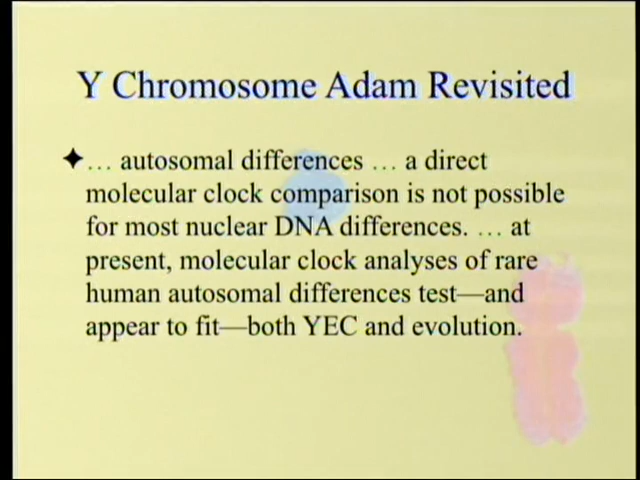 Y Chromosome Adam Revisited
… autosomal differences … a direct
molecular clock comparison is not possible
for most nuclear DNA differences. … at
present, molecular clock analyses of rare
human autosomal differences test—and
appear to fit—both YEC and evolution.